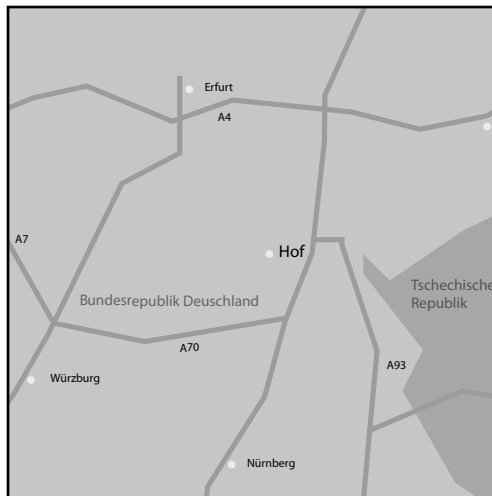 Erfurt
A4
A7
Hof
Tschechische
Republik
Bundesrepublik Deuschland
A70
A93
Würzburg
Nürnberg